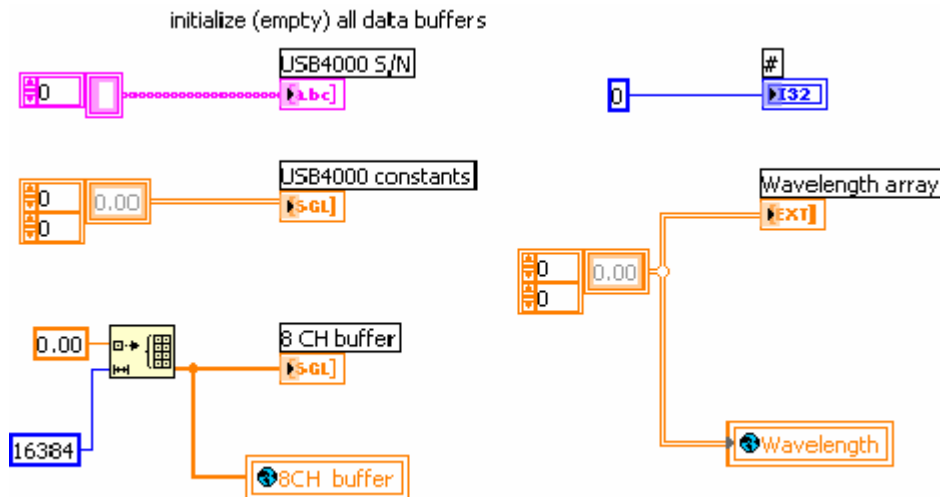 initialize (empty) all data buffers
USB4000 S/N
#
0
abc]
0
I32
USB4000 constants
Wavelength array
0
0.00
[SGL]
[EXT]
0
0
0.00
0
0.00
8 CH buffer
[SGL]
16384
Wavelength
8CH buffer